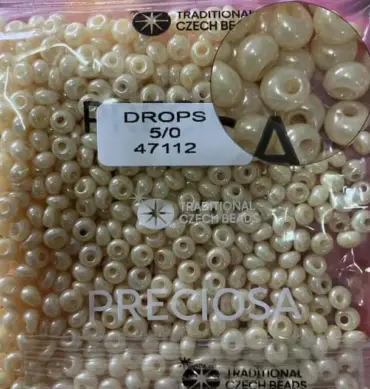 TRADITIONAL
CZECH BEADS
DROPS
5/0
47112
TRADITIONAL
CZECH BEADS
PRECIOSA
TRADITIONAL
CZECH BEADS